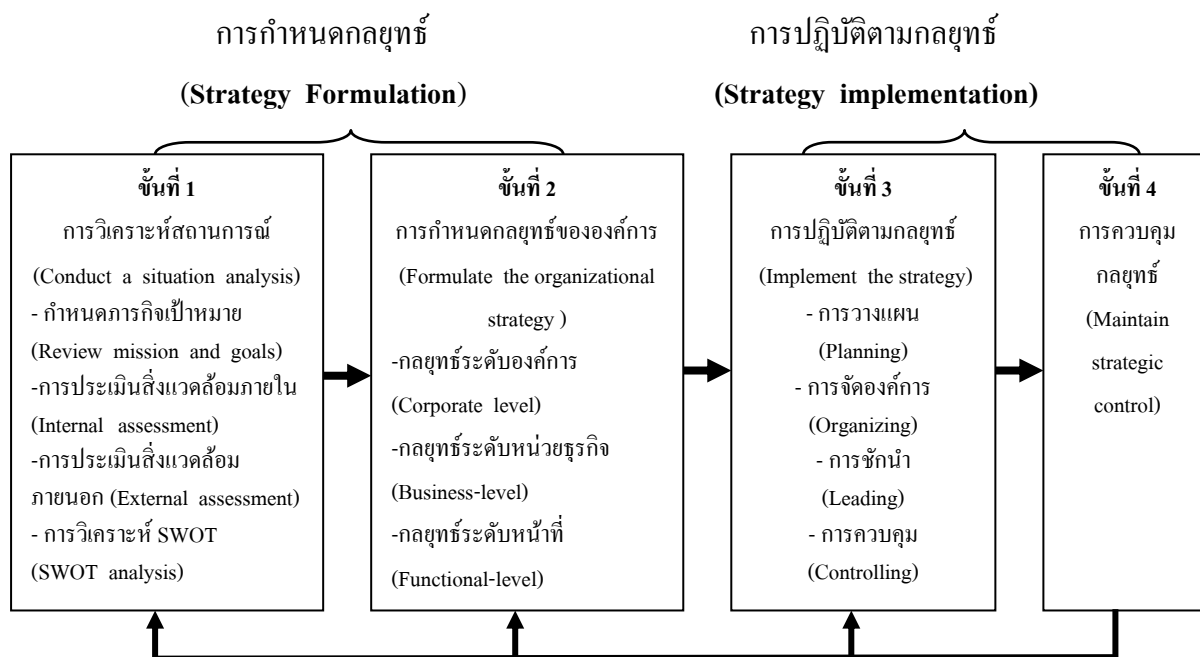 การกำหนดกลยุทธ์
(Strategy Formulation)
การปฏิบัติตามกลยุทธ์
(Strategy implementation)
ขั้นที่ 1
การวิเคราะห์สถานการณ์
(Conduct a situation analysis)
- กำหนดภารกิจเป้าหมาย
(Review mission and goals)
-การประเมินสิ่งแวดล้อมภายใน
(Internal assessment)
-การประเมินสิ่งแวดล้อม
ภายนอก (External assessment)
- การวิเคราะห์ SWOT
(SWOT analysis)
ขั้นที่ 2
การกำหนดกลยุทธ์ขององค์การ
(Formulate the organizational
strategy )
-กลยุทธ์ระดับองค์การ
(Corporate level)
-กลยุทธ์ระดับหน่วยธุรกิจ
(Business-level)
-กลยุทธ์ระดับหน้าที่
(Functional-level)
ขั้นที่ 3
การปฏิบัติตามกลยุทธ์
(Implement the strategy)
- การวางแผน
(Planning)
- การจัดองค์การ
(Organizing)
- การชักนำ
(Leading)
- การควบคุม
(Controlling)
ขั้นที่ 4
การควบคุม
กลยุทธ์
(Maintain
strategic
control)